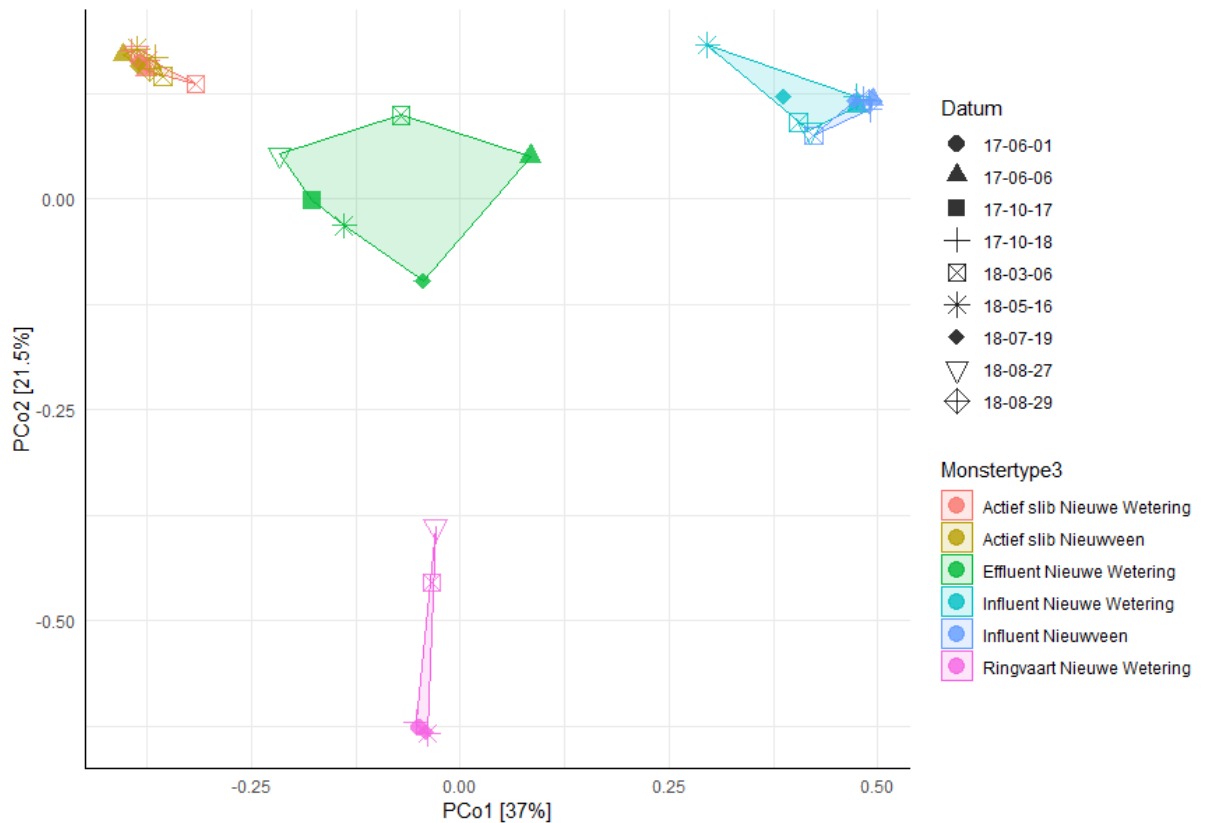 0.00
-0.25
-0.50
PCo2 [21.5%]
-0.25
0.00
0.25
0.50
PCo1 [37%]
Datum
17-06-01
17-06-06
17-10-17
17-10-18
18-03-06
18-05-16
18-07-19
18-08-27
18-08-29
Monstertype3
Actief slib Nieuwe Wetering
Actief slib Nieuwveen
Effluent Nieuwe Wetering
Influent Nieuwe Wetering
Influent Nieuwveen
Ringvaart Nieuwe Wetering